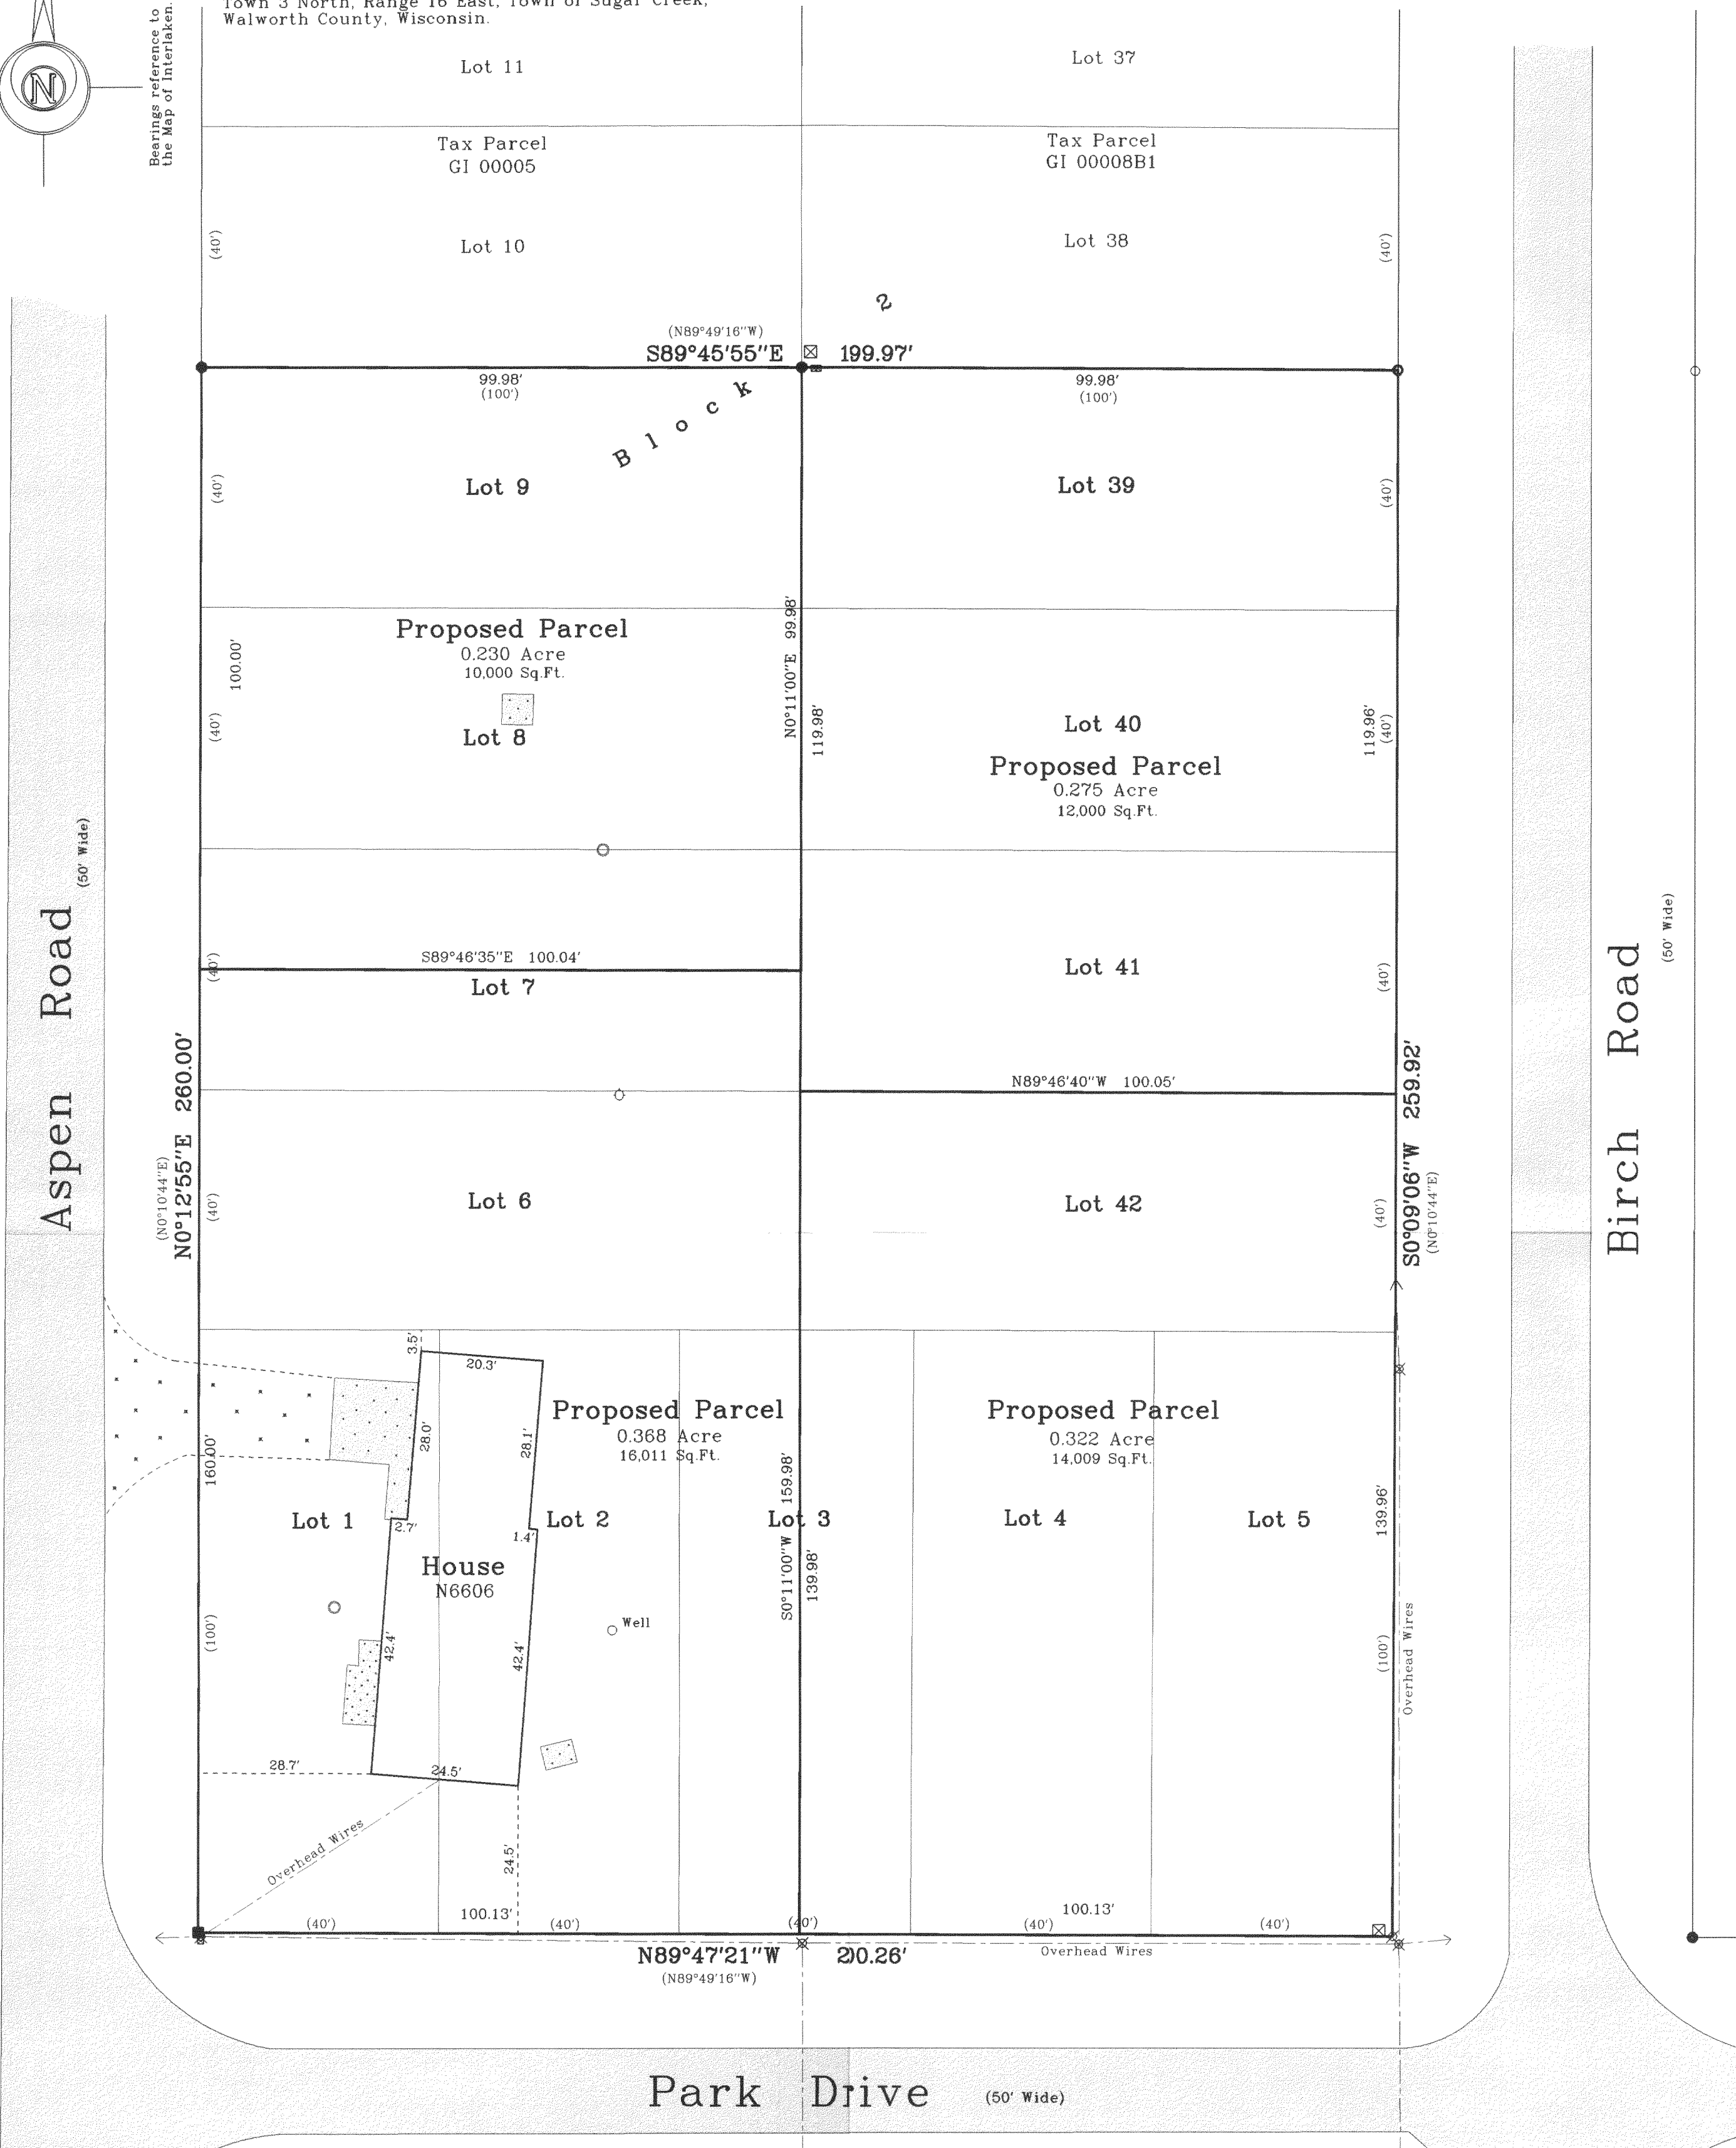 Town 3 North, Range 16 East, Town of Sugar Creek,
Walworth County, Wisconsin.
N
Bearings reference to
the Map of Interlaken.
Lot 11
Lot 37
Tax Parcel
GI 00005
Tax Parcel
GI 00008B1
(40')
Lot 10
Lot 38
(40')
Block 2
(N89°49'16"W)
S89°45'55"E 199.97'
99.98'
(100')
99.98'
(100')
(40')
Lot 9
Lot 39
(40')
Proposed Parcel
0.230 Acre
10,000 Sq.Ft.
100.00'
N0°11'00"E 99.98'
119.98'
(40')
Lot 8
Lot 40
119.96'
(40')
Proposed Parcel
0.275 Acre
12,000 Sq.Ft.
Aspen Road
(50' Wide)
Birch Road
(50' Wide)
S89°46'35"E 100.04'
(40')
Lot 7
Lot 41
(40')
N89°46'40"W 100.05'
N0°12'55"E 260.00'
(N0°10'44"E)
S0°09'06"W 259.92'
(N0°10'44"E)
(40')
Lot 6
Lot 42
(40')
3.5'
20.3'
28.0'
28.1'
Proposed Parcel
0.368 Acre
16,011 Sq.Ft.
Proposed Parcel
0.322 Acre
14,009 Sq.Ft.
160.00'
S0°11'00"W 159.98'
139.98'
139.96'
Lot 1
2.7'
1.4'
Lot 2
Lot 3
Lot 4
Lot 5
House
N6606
Well
(100')
42.4'
42.4'
(100')
Overhead Wires
28.7'
24.5'
Overhead Wires
24.5'
100.13'
100.13'
(40')
(40')
(40')
(40')
(40')
N89°47'21"W 200.26'
(N89°49'16"W)
Overhead Wires
Park Drive (50' Wide)